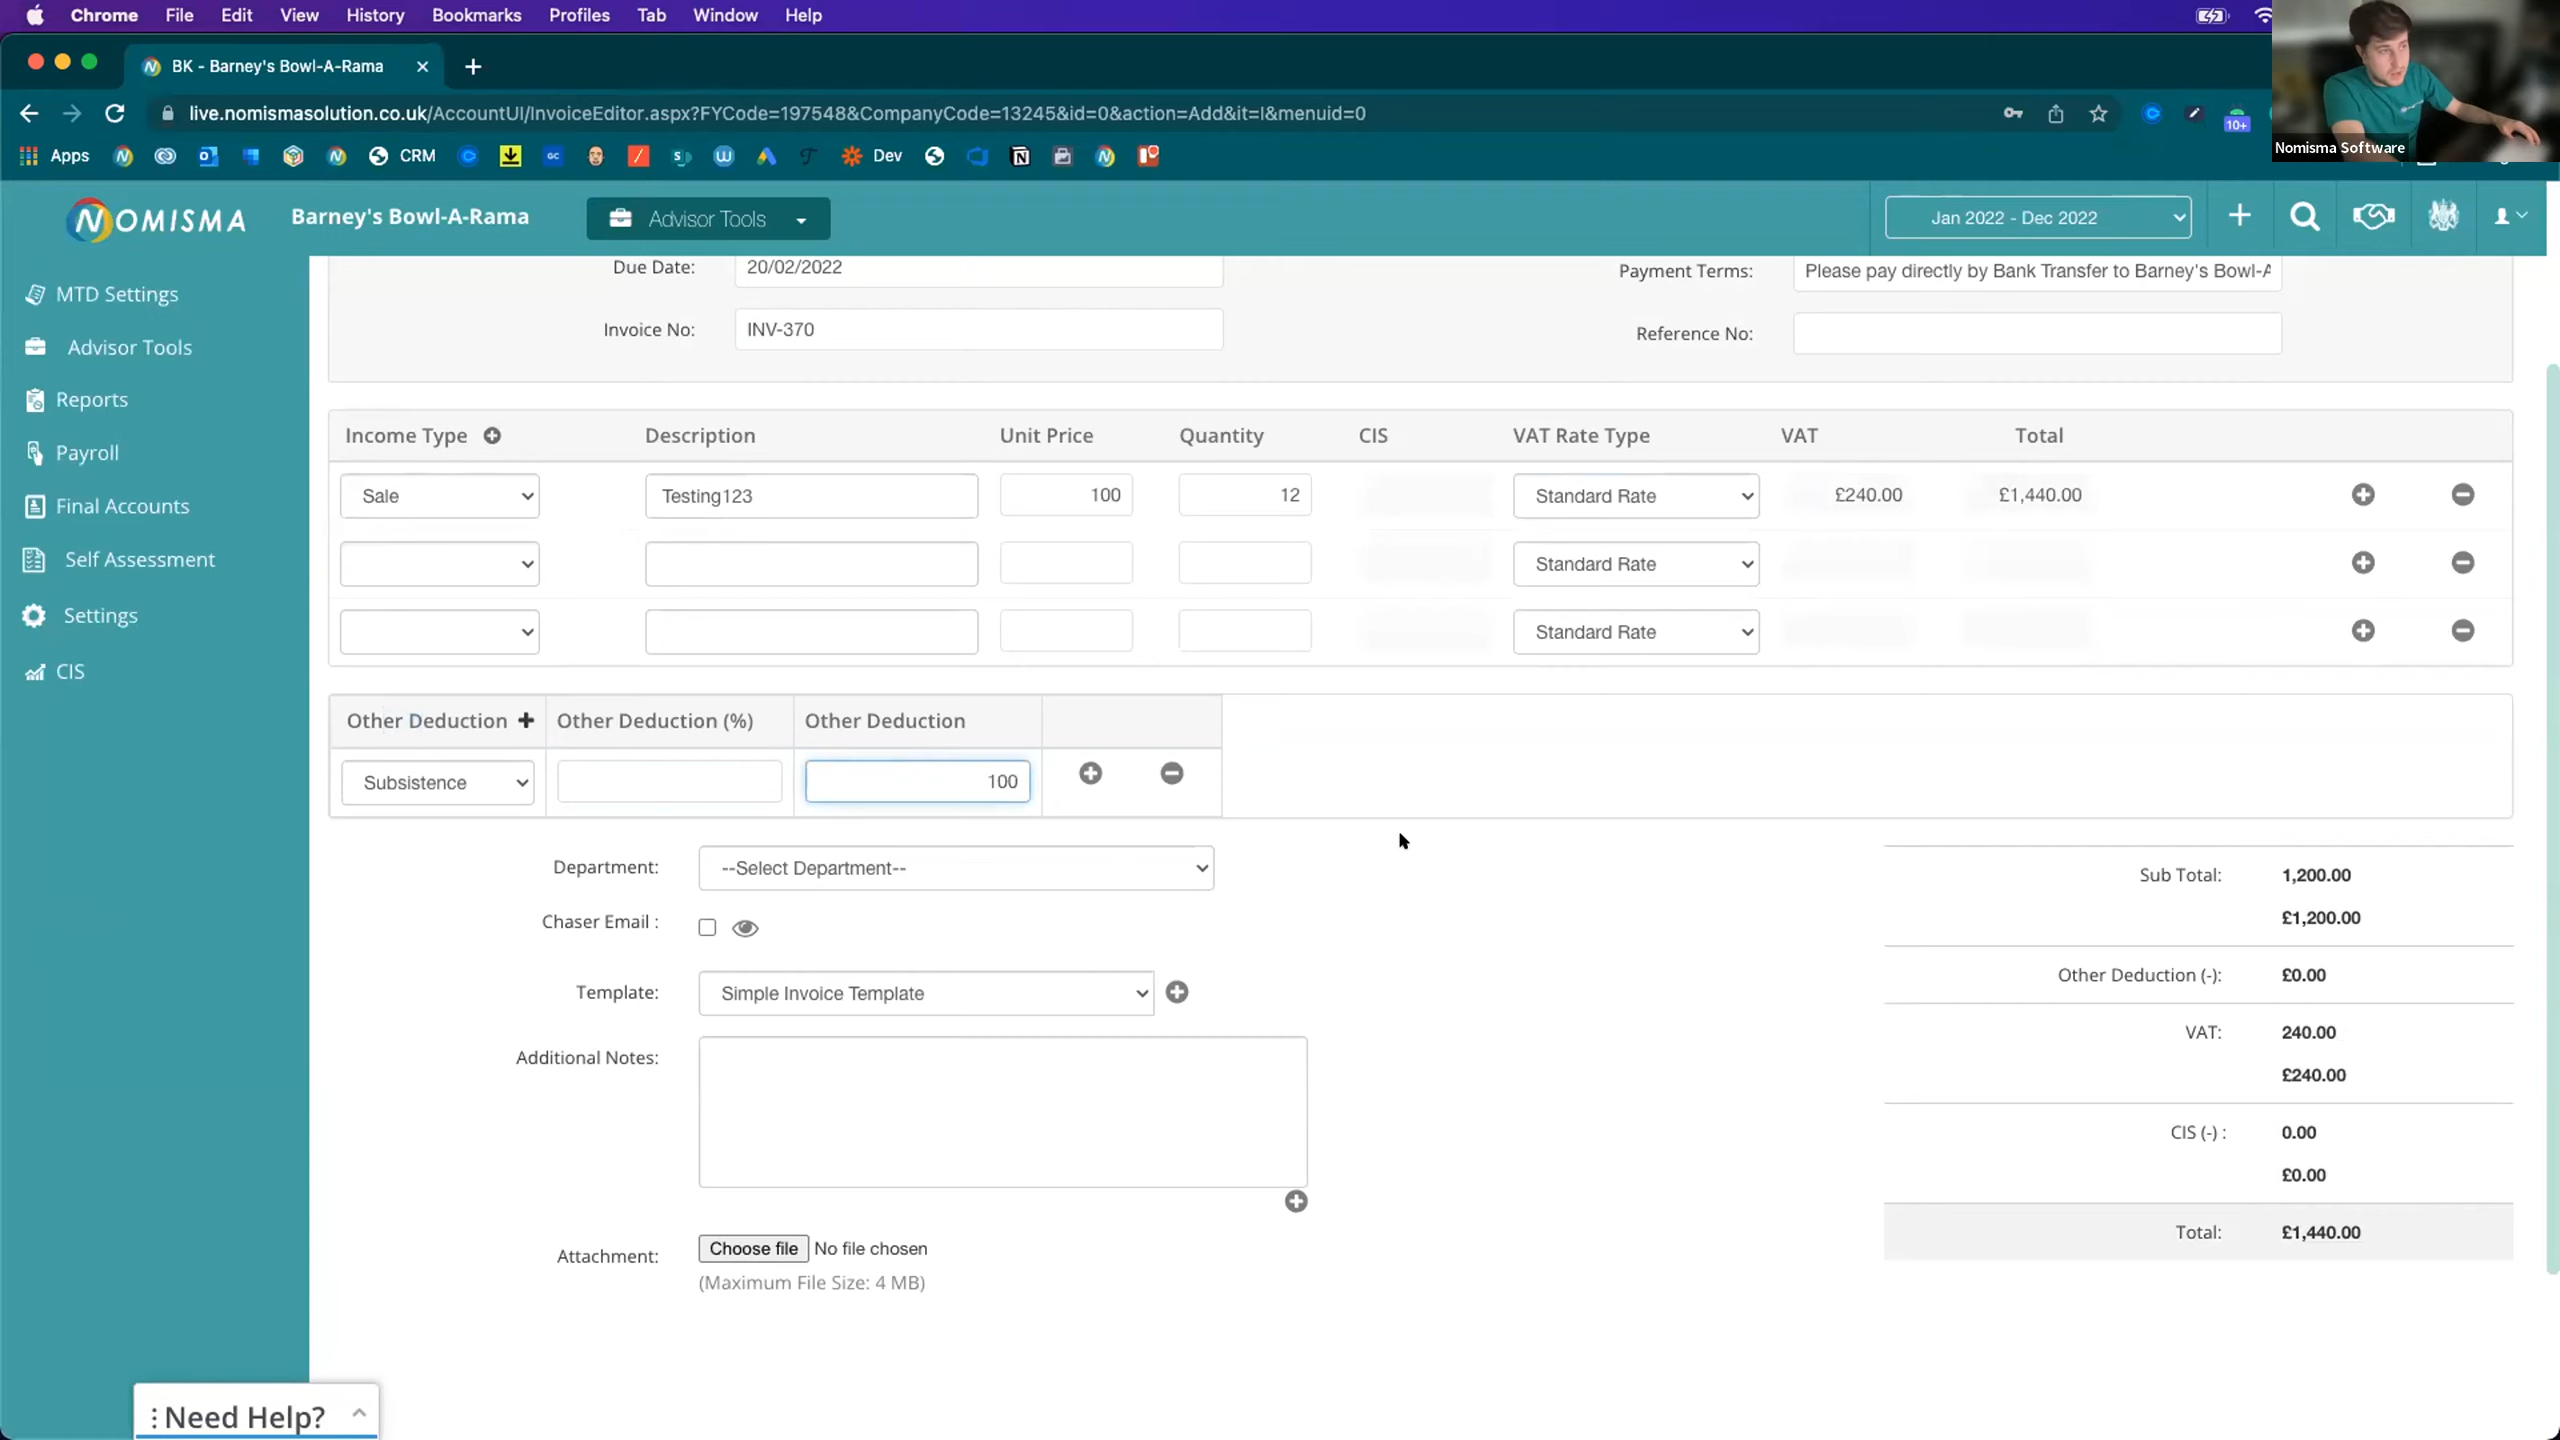 Chrome File Edit View History Bookmarks Profiles Tab Window Help
BK - Barney's Bowl-A-Rama
live.nomismasolution.co.uk/AccountUI/InvoiceEditor.aspx?FYCode=197548&CompanyCode=13245&id=0&action=Add&it=I&menuid=0
10+
Apps CRM GC Dev
Nomisma Software
NOMISMA Barney's Bowl-A-Rama Advisor Tools Jan 2022 - Dec 2022
MTD Settings
Advisor Tools
Reports
Payroll
Final Accounts
Self Assessment
Settings
CIS
Due Date: 20/02/2022 Payment Terms: Please pay directly by Bank Transfer to Barney's Bowl-A
Invoice No: INV-370 Reference No:
Income Type Description Unit Price Quantity CIS VAT Rate Type VAT Total
Sale Testing123 100 12 Standard Rate £240.00 £1,440.00
Standard Rate
Standard Rate
Other Deduction Other Deduction (%) Other Deduction
Subsistence 100
Department: --Select Department--
Chaser Email :
Template: Simple Invoice Template
Additional Notes:
Attachment: Choose file No file chosen
(Maximum File Size: 4 MB)
Sub Total: 1,200.00
£1,200.00
Other Deduction (-): £0.00
VAT: 240.00
£240.00
CIS (-) : 0.00
£0.00
Total: £1,440.00
Need Help?